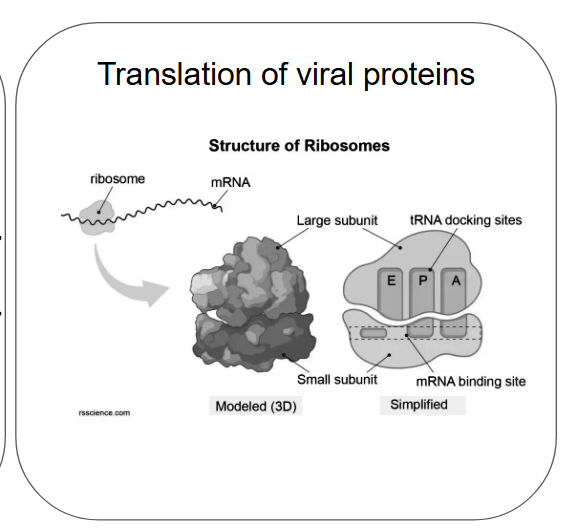 Translation of viral proteins
Structure of Ribosomes
ribosome
mRNA
Large subunit
tRNA docking sites
E P A
Small subunit
mRNA binding site
Modeled (3D)
Simplified
rsscience.com